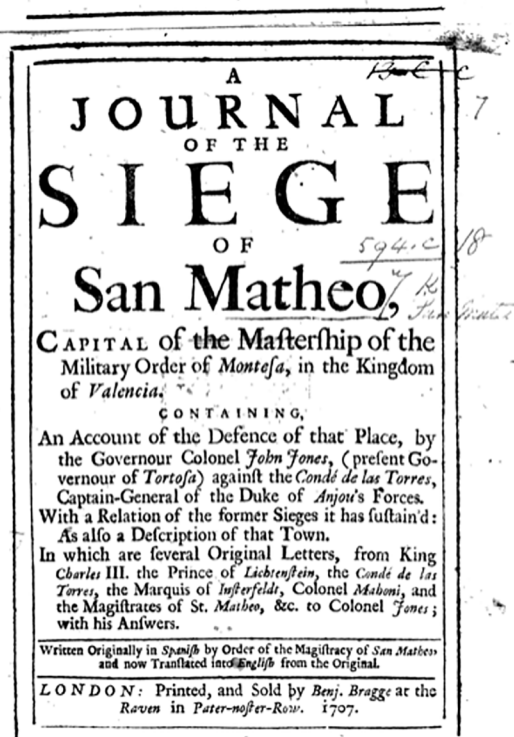 A
JOURNAL
OF THE
SIEGE
OF
594.c 18
San Matheo,
CAPITAL of the Maſterſhip of the
Military Order of Monteſa, in the Kingdom
of Valencia.
CONTAINING,
An Account of the Defence of that Place, by
the Governour Colonel John Jones, (preſent Go-
vernour of Tortoſa) againſt the Condé de las Torres,
Captain-General of the Duke of Anjou's Forces.
With a Relation of the former Sieges it has ſuſtain'd:
As alſo a Deſcription of that Town.
In which are ſeveral Original Letters, from King
Charles III. the Prince of Lichtenſtein, the Condé de las
Torres, the Marquis of Inſterfeldt, Colonel Mahoni, and
the Magiſtrates of St. Matheo, &c. to Colonel Jones;
with his Anſwers.
Written Originally in Spaniſh by Order of the Magiſtracy of San Matheo,
and now Tranſlated into Engliſh from the Original.
LONDON: Printed, and Sold by Benj. Bragge at the
Raven in Pater-noſter-Row. 1707.